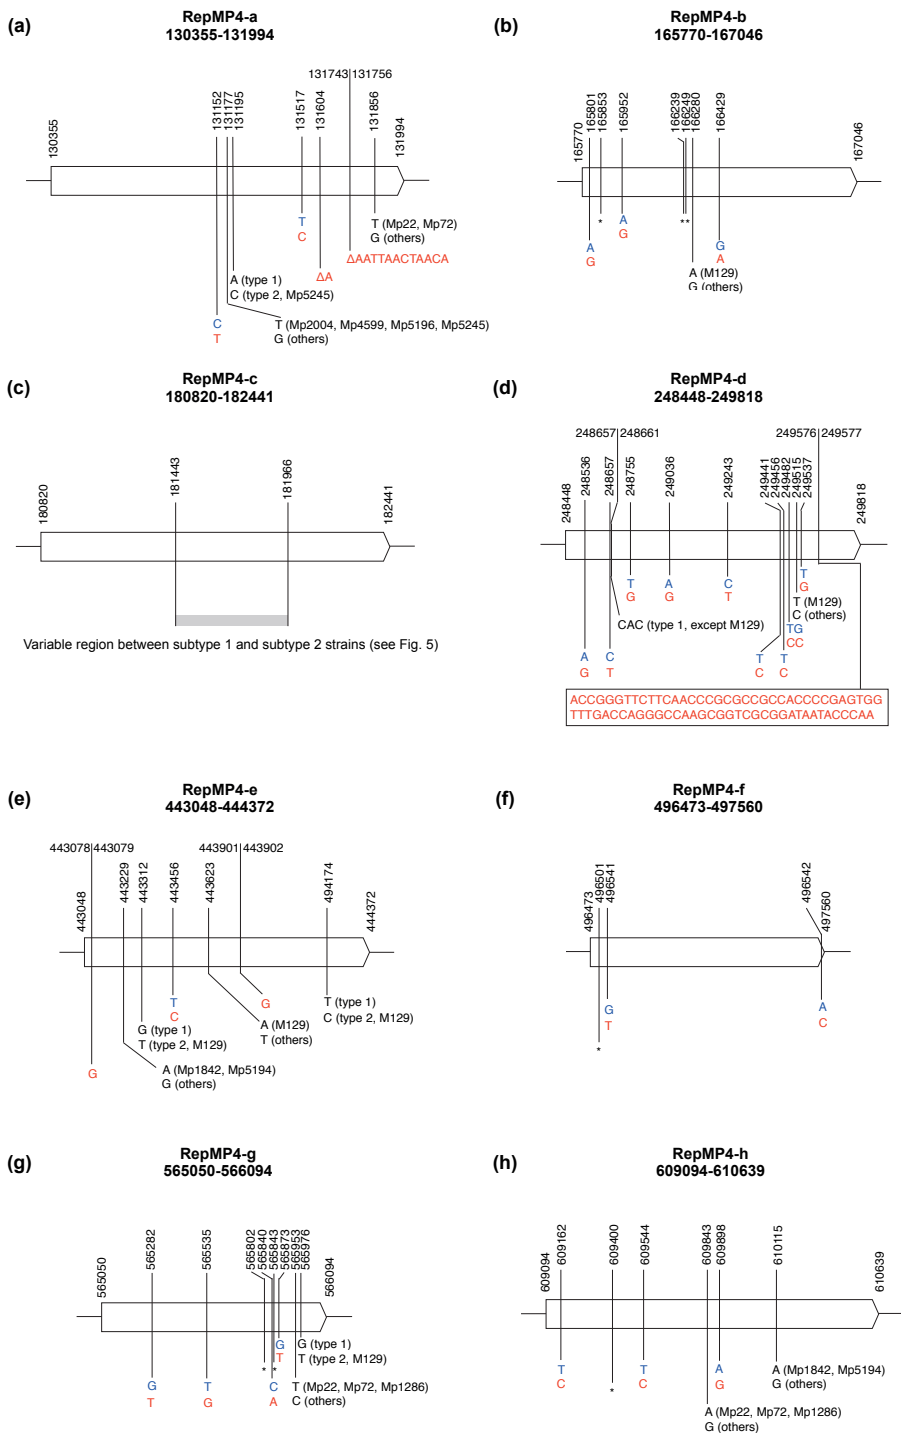 (a)
RepMP4-a
130355-131994
131743 131756
130355
131152
131177
131195
131517
131604
131856
131994
T
C
T (Mp22, Mp72)
G (others)
ΔAATTAACTAACA
ΔA
A (type 1)
C (type 2, Mp5245)
C
T
T (Mp2004, Mp4599, Mp5196, Mp5245)
G (others)
(b)
RepMP4-b
165770-167046
165770
165801
165853
165952
166239
166249
166280
166429
167046
*
A
G
**
A
G
G
A
A (M129)
G (others)
(c)
RepMP4-c
180820-182441
180820
181443
181966
182441
Variable region between subtype 1 and subtype 2 strains (see Fig. 5)
(d)
RepMP4-d
248448-249818
248657 248661
249576 249577
248448
248536
248657
248755
249036
249243
249441
249456
249482
249515
249537
249818
T
G
A
G
C
T
T
G
T (M129)
C (others)
CAC (type 1, except M129)
TG
CC
A
G
C
T
T
C
T
C
ACCGGGTTCTTCAACCCGCGCCGCCACCCCGAGTGG
TTTGACCAGGGCCAAGCGGTCGCGGATAATACCCAA
(e)
RepMP4-e
443048-444372
443078 443079
443901 443902
443048
443229
443312
443456
443623
494174
444372
T
C
G
T (type 1)
C (type 2, M129)
G (type 1)
T (type 2, M129)
A (M129)
T (others)
G
A (Mp1842, Mp5194)
G (others)
(f)
RepMP4-f
496473-497560
496473
496501
496541
496542
497560
G
T
A
C
*
(g)
RepMP4-g
565050-566094
565050
565282
565535
565802
565840
565843
565873
565953
565976
566094
G
T
G (type 1)
T (type 2, M129)
*
*
G
T
T
G
C
A
T (Mp22, Mp72, Mp1286)
C (others)
(h)
RepMP4-h
609094-610639
609094
609162
609400
609544
609843
609898
610115
610639
T
C
*
T
C
A
G
A (Mp1842, Mp5194)
G (others)
A (Mp22, Mp72, Mp1286)
G (others)